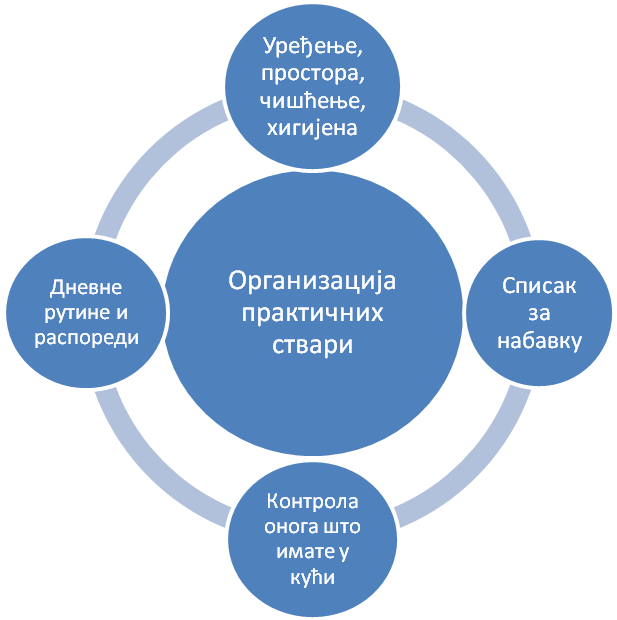 Уређење,
простора,
чишћење,
хигијена
Дневне
рутине и
распореди
Организација
практичних
ствари
Списак
за
набавку
Контрола
онога што
имате у
кући